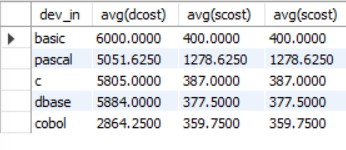 dev_in avg(dcost) avg(scost) avg(scost)
basic 6000.0000 400.0000 400.0000
pascal 5051.6250 1278.6250 1278.6250
c 5805.0000 387.0000 387.0000
dbase 5884.0000 377.5000 377.5000
cobol 2864.2500 359.7500 359.7500